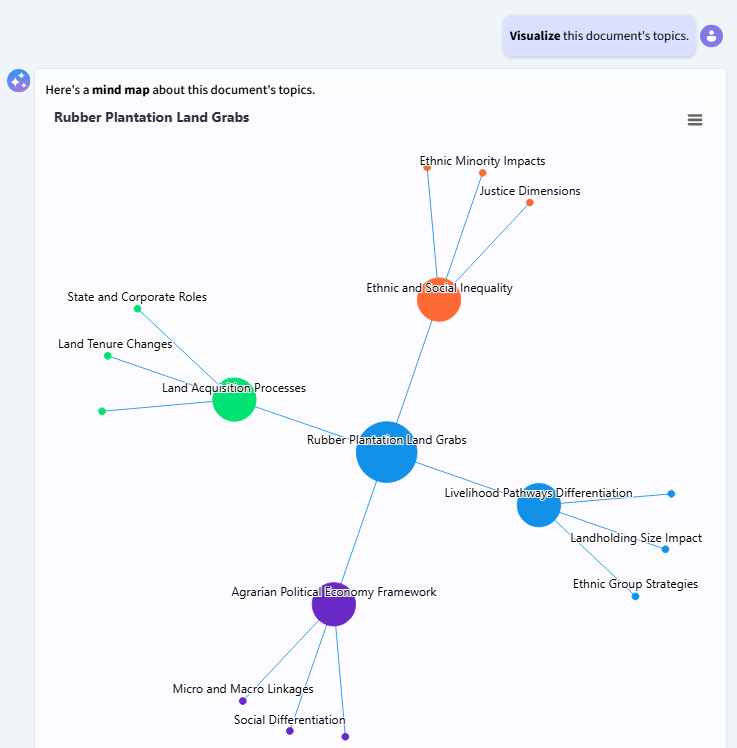 Visualize this document's topics.
Here's a mind map about this document's topics.
Rubber Plantation Land Grabs
Ethnic Minority Impacts
Justice Dimensions
Ethnic and Social Inequality
State and Corporate Roles
Land Tenure Changes
Land Acquisition Processes
Rubber Plantation Land Grabs
Livelihood Pathways Differentiation
Landholding Size Impact
Ethnic Group Strategies
Agrarian Political Economy Framework
Micro and Macro Linkages
Social Differentiation